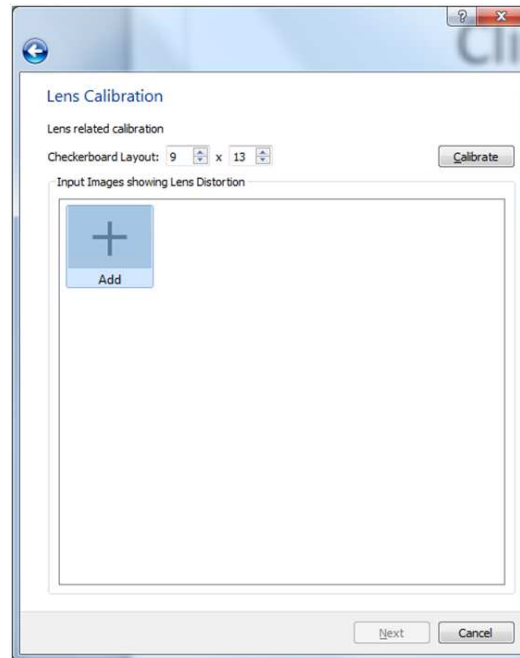 ?
Lens Calibration
Lens related calibration
Checkerboard Layout: 9 x 13 Calibrate
Input Images showing Lens Distortion
Add
Next Cancel